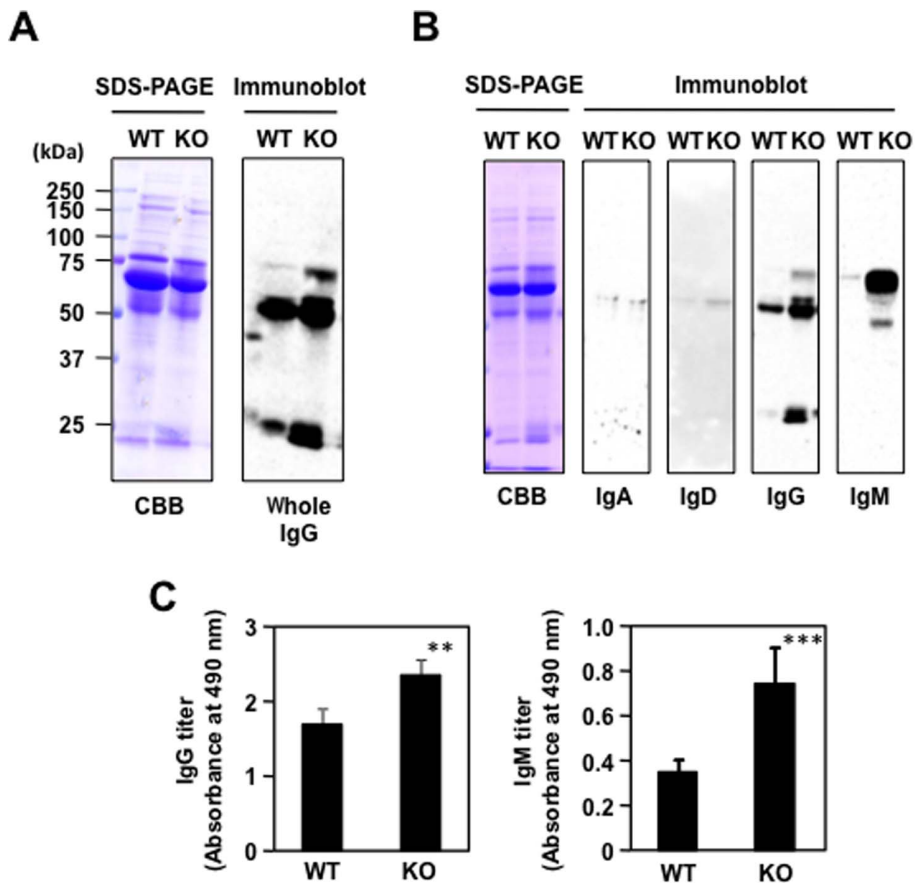 A
SDS-PAGE Immunoblot
WT KO WT KO
(kDa)
250
150
100
75
50
37
25
CBB Whole
IgG
B
SDS-PAGE Immunoblot
WT KO WT KO WT KO WT KO WT KO
CBB IgA IgD IgG IgM
C
IgG titer
(Absorbance at 490 nm)
3
2
1
0
**
WT KO
IgM titer
(Absorbance at 490 nm)
1.0
0.8
0.6
0.4
0.2
0
***
WT KO